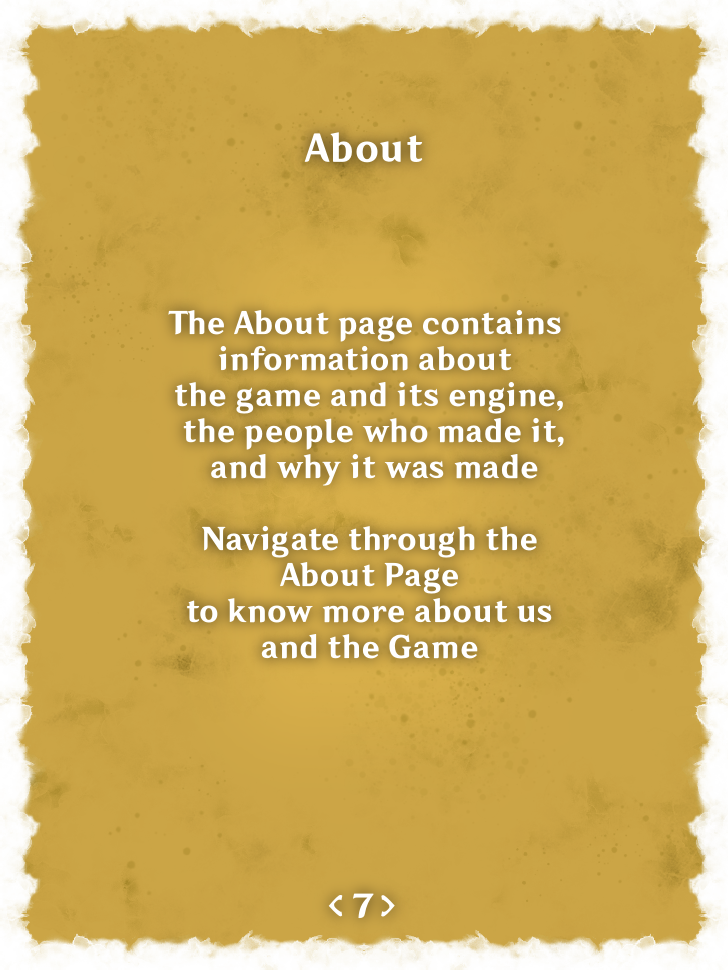 About
The About page contains
information about
the game and its engine,
the people who made it,
and why it was made
Navigate through the
About Page
to know more about us
and the Game
< 7 >